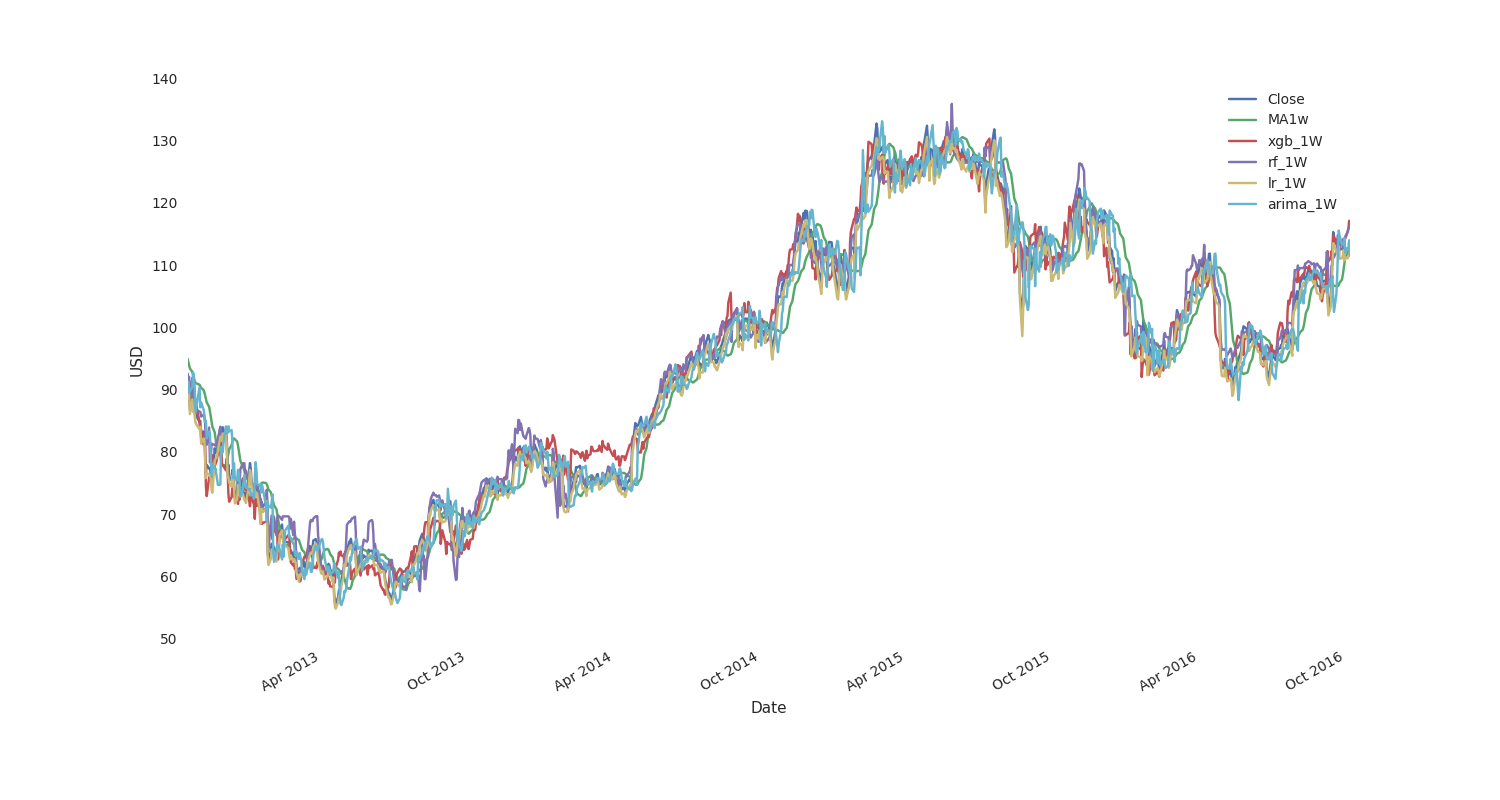 140
130
120
110
100
90
80
70
60
50
USD
Close
MA1w
xgb_1W
rf_1W
lr_1W
arima_1W
Apr 2013
Oct 2013
Apr 2014
Oct 2014
Apr 2015
Oct 2015
Apr 2016
Oct 2016
Date